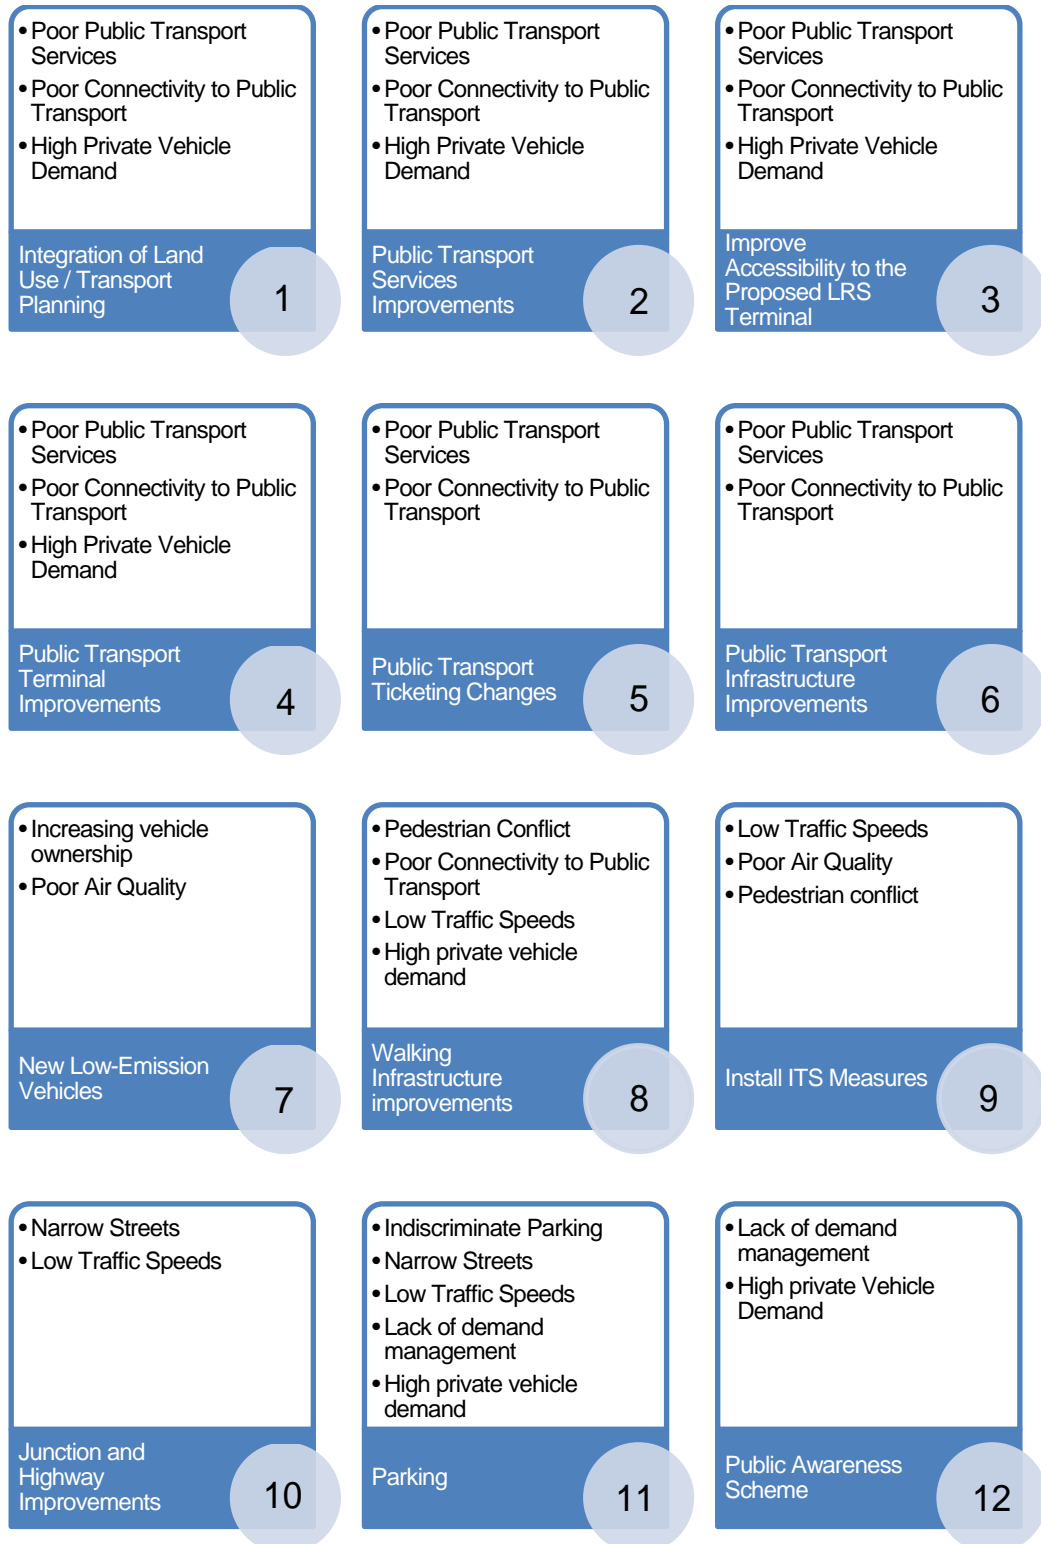 • Poor Public Transport
Services
• Poor Connectivity to Public
Transport
• High Private Vehicle
Demand
Integration of Land
Use / Transport
Planning
1
• Poor Public Transport
Services
• Poor Connectivity to Public
Transport
• High Private Vehicle
Demand
Public Transport
Services
Improvements
2
• Poor Public Transport
Services
• Poor Connectivity to Public
Transport
• High Private Vehicle
Demand
Improve
Accessibility to the
Proposed LRS
Terminal
3
• Poor Public Transport
Services
• Poor Connectivity to Public
Transport
• High Private Vehicle
Demand
Public Transport
Terminal
Improvements
4
• Poor Public Transport
Services
• Poor Connectivity to Public
Transport
Public Transport
Ticketing Changes
5
• Poor Public Transport
Services
• Poor Connectivity to Public
Transport
Public Transport
Infrastructure
Improvements
6
• Increasing vehicle
ownership
• Poor Air Quality
New Low-Emission
Vehicles
7
• Pedestrian Conflict
• Poor Connectivity to Public
Transport
• Low Traffic Speeds
• High private vehicle
demand
Walking
Infrastructure
improvements
8
• Low Traffic Speeds
• Poor Air Quality
• Pedestrian conflict
Install ITS Measures
9
• Narrow Streets
• Low Traffic Speeds
Junction and
Highway
Improvements
10
• Indiscriminate Parking
• Narrow Streets
• Low Traffic Speeds
• Lack of demand
management
• High private vehicle
demand
Parking
11
• Lack of demand
management
• High private Vehicle
Demand
Public Awareness
Scheme
12